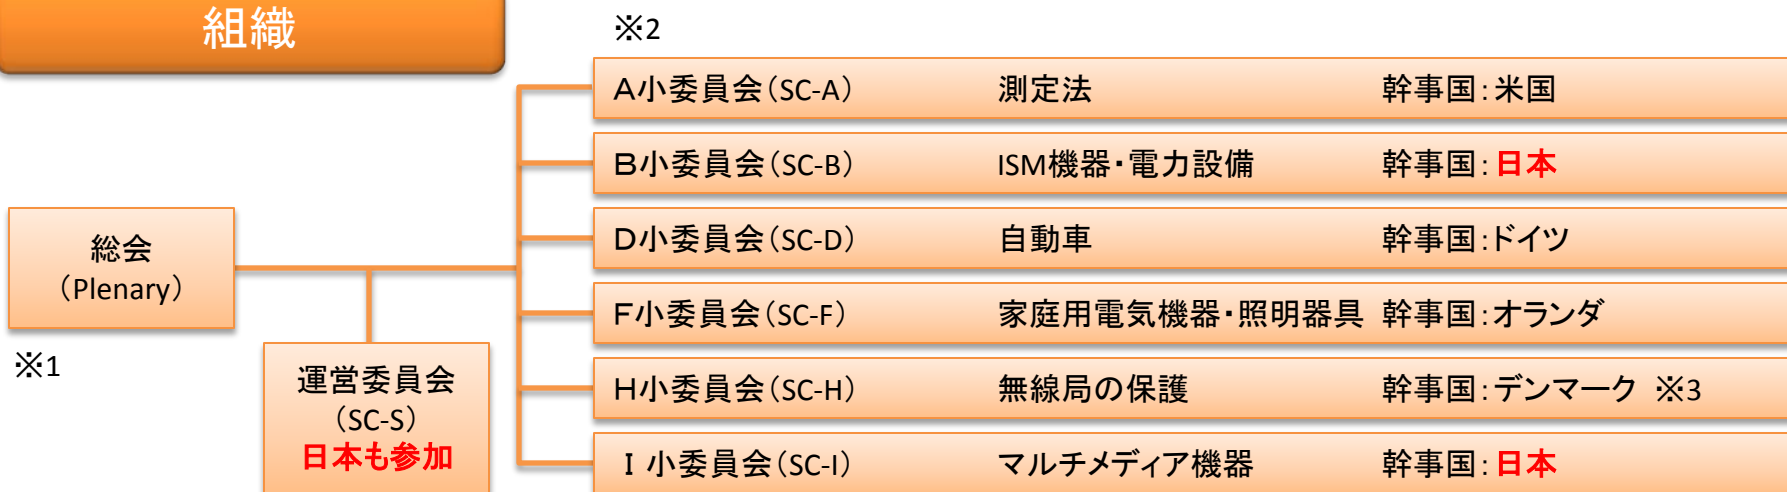 組織
※2
A小委員会(SC-A) 測定法 幹事国:米国
B小委員会(SC-B) ISM機器・電力設備 幹事国:日本
D小委員会(SC-D) 自動車 幹事国:ドイツ
F小委員会(SC-F) 家庭用電気機器・照明器具 幹事国:オランダ
H小委員会(SC-H) 無線局の保護 幹事国:デンマーク ※3
I小委員会(SC-I) マルチメディア機器 幹事国:日本
総会
(Plenary)
※1
運営委員会
(SC-S)
日本も参加